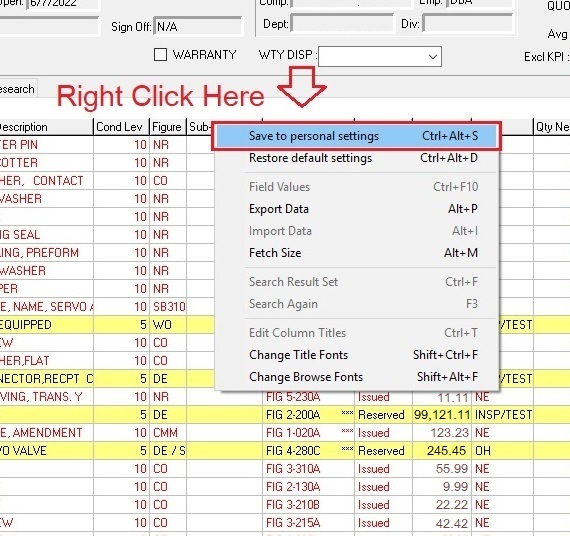 Open: 6/7/2022 Comp: Emp: DBA QUO
Sign Off: N/A Dept: Div: Avg
WARRANTY WTY DISP: Excl KPI :
esearch
Right Click Here
Description Cond Lev Figure Sub- Qty Ne
TER PIN 10 NR
COTTER 10 NR
HER, CONTACT 10 CO
WASHER 10 NR
10 NR
NG SEAL 10 NR
LING, PREFORM 10 NR
WASHER 10 NR
10 NR
E, NAME, SERVO A 10 SB310
EQUIPPED 5 WO SP/TEST
EW 10 CO
HER,FLAT 10 CO
NECTOR,RECPT C 5 DE SP/TEST
Save to personal settings Ctrl+Alt+S
Restore default settings Ctrl+Alt+D
Field Values Ctrl+F10
Export Data Alt+P
Import Data Alt+I
Fetch Size Alt+M
Search Result Set Ctrl+F
Search Again F3
Edit Column Titles Ctrl+T
Change Title Fonts Shift+Ctrl+F
Change Browse Fonts Shift+Alt+F
VING, TRANS. Y 10 NR FIG 5-230A Issued 11.11 NE
5 DE FIG 2-200A *** Reserved 99,121.11 INSP/TEST
E, AMENDMENT 10 CMM FIG 1-020A *** Issued 123.23 NE
VO VALVE 5 DE / S FIG 4-280C *** Reserved 245.45 OH
10 CO FIG 3-310A Issued 55.99 NE
10 CO FIG 2-130A Issued 9.99 NE
10 CO FIG 3-210B Issued 22.22 NE
EW 10 CO FIG 3-215A Issued 42.42 NE